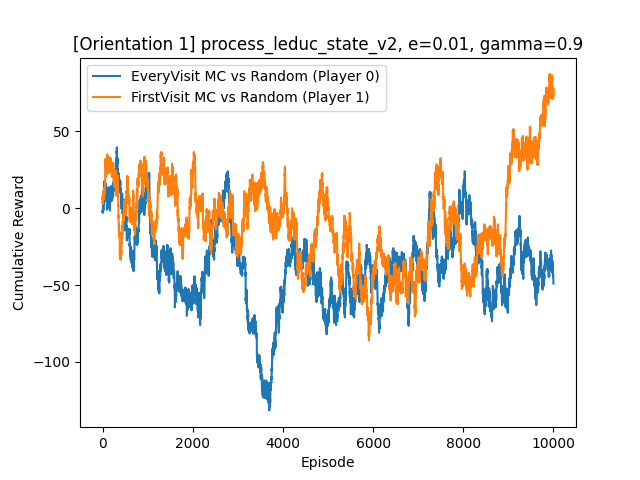 [Orientation 1] process_leduc_state_v2, e=0.01, gamma=0.9
EveryVisit MC vs Random (Player 0)
FirstVisit MC vs Random (Player 1)
Cumulative Reward
50
0
−50
−100
0
2000
4000
6000
8000
10000
Episode